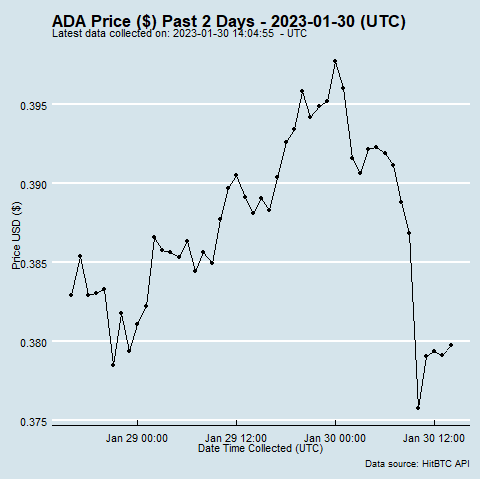 ADA Price ($) Past 2 Days - 2023-01-30 (UTC)
Latest data collected on: 2023-01-30 14:04:55 - UTC
0.395
0.390
0.385
0.380
0.375
Price USD ($)
Jan 29 00:00 Jan 29 12:00 Jan 30 00:00 Jan 30 12:00
Date Time Collected (UTC)
Data source: HitBTC API